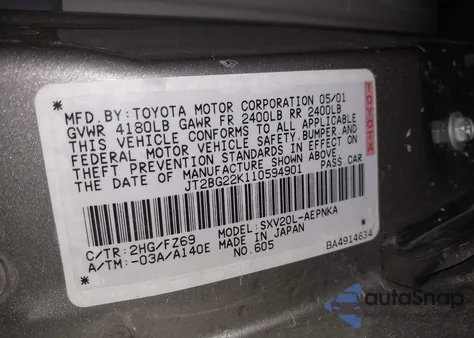 MFD. BY: TOYOTA MOTOR CORPORATION 05/01
GVWR 4180LB GAWR FR 2400LB RR 2400LB
THIS VEHICLE CONFORMS TO ALL APPLICABLE
FEDERAL MOTOR VEHICLE SAFETY, BUMPER, AND
THEFT PREVENTION STANDARDS IN EFFECT ON
THE DATE OF MANUFACTURE SHOWN ABOVE.
JT2BG22K110594901 PASS CAR
C/TR: 2HG/FZ69 MODEL: SXV20L-AEPNKA
A/TM: -03A/A140E MADE IN JAPAN
NO. 605 BA4914634
TOYOTA
autoSnap